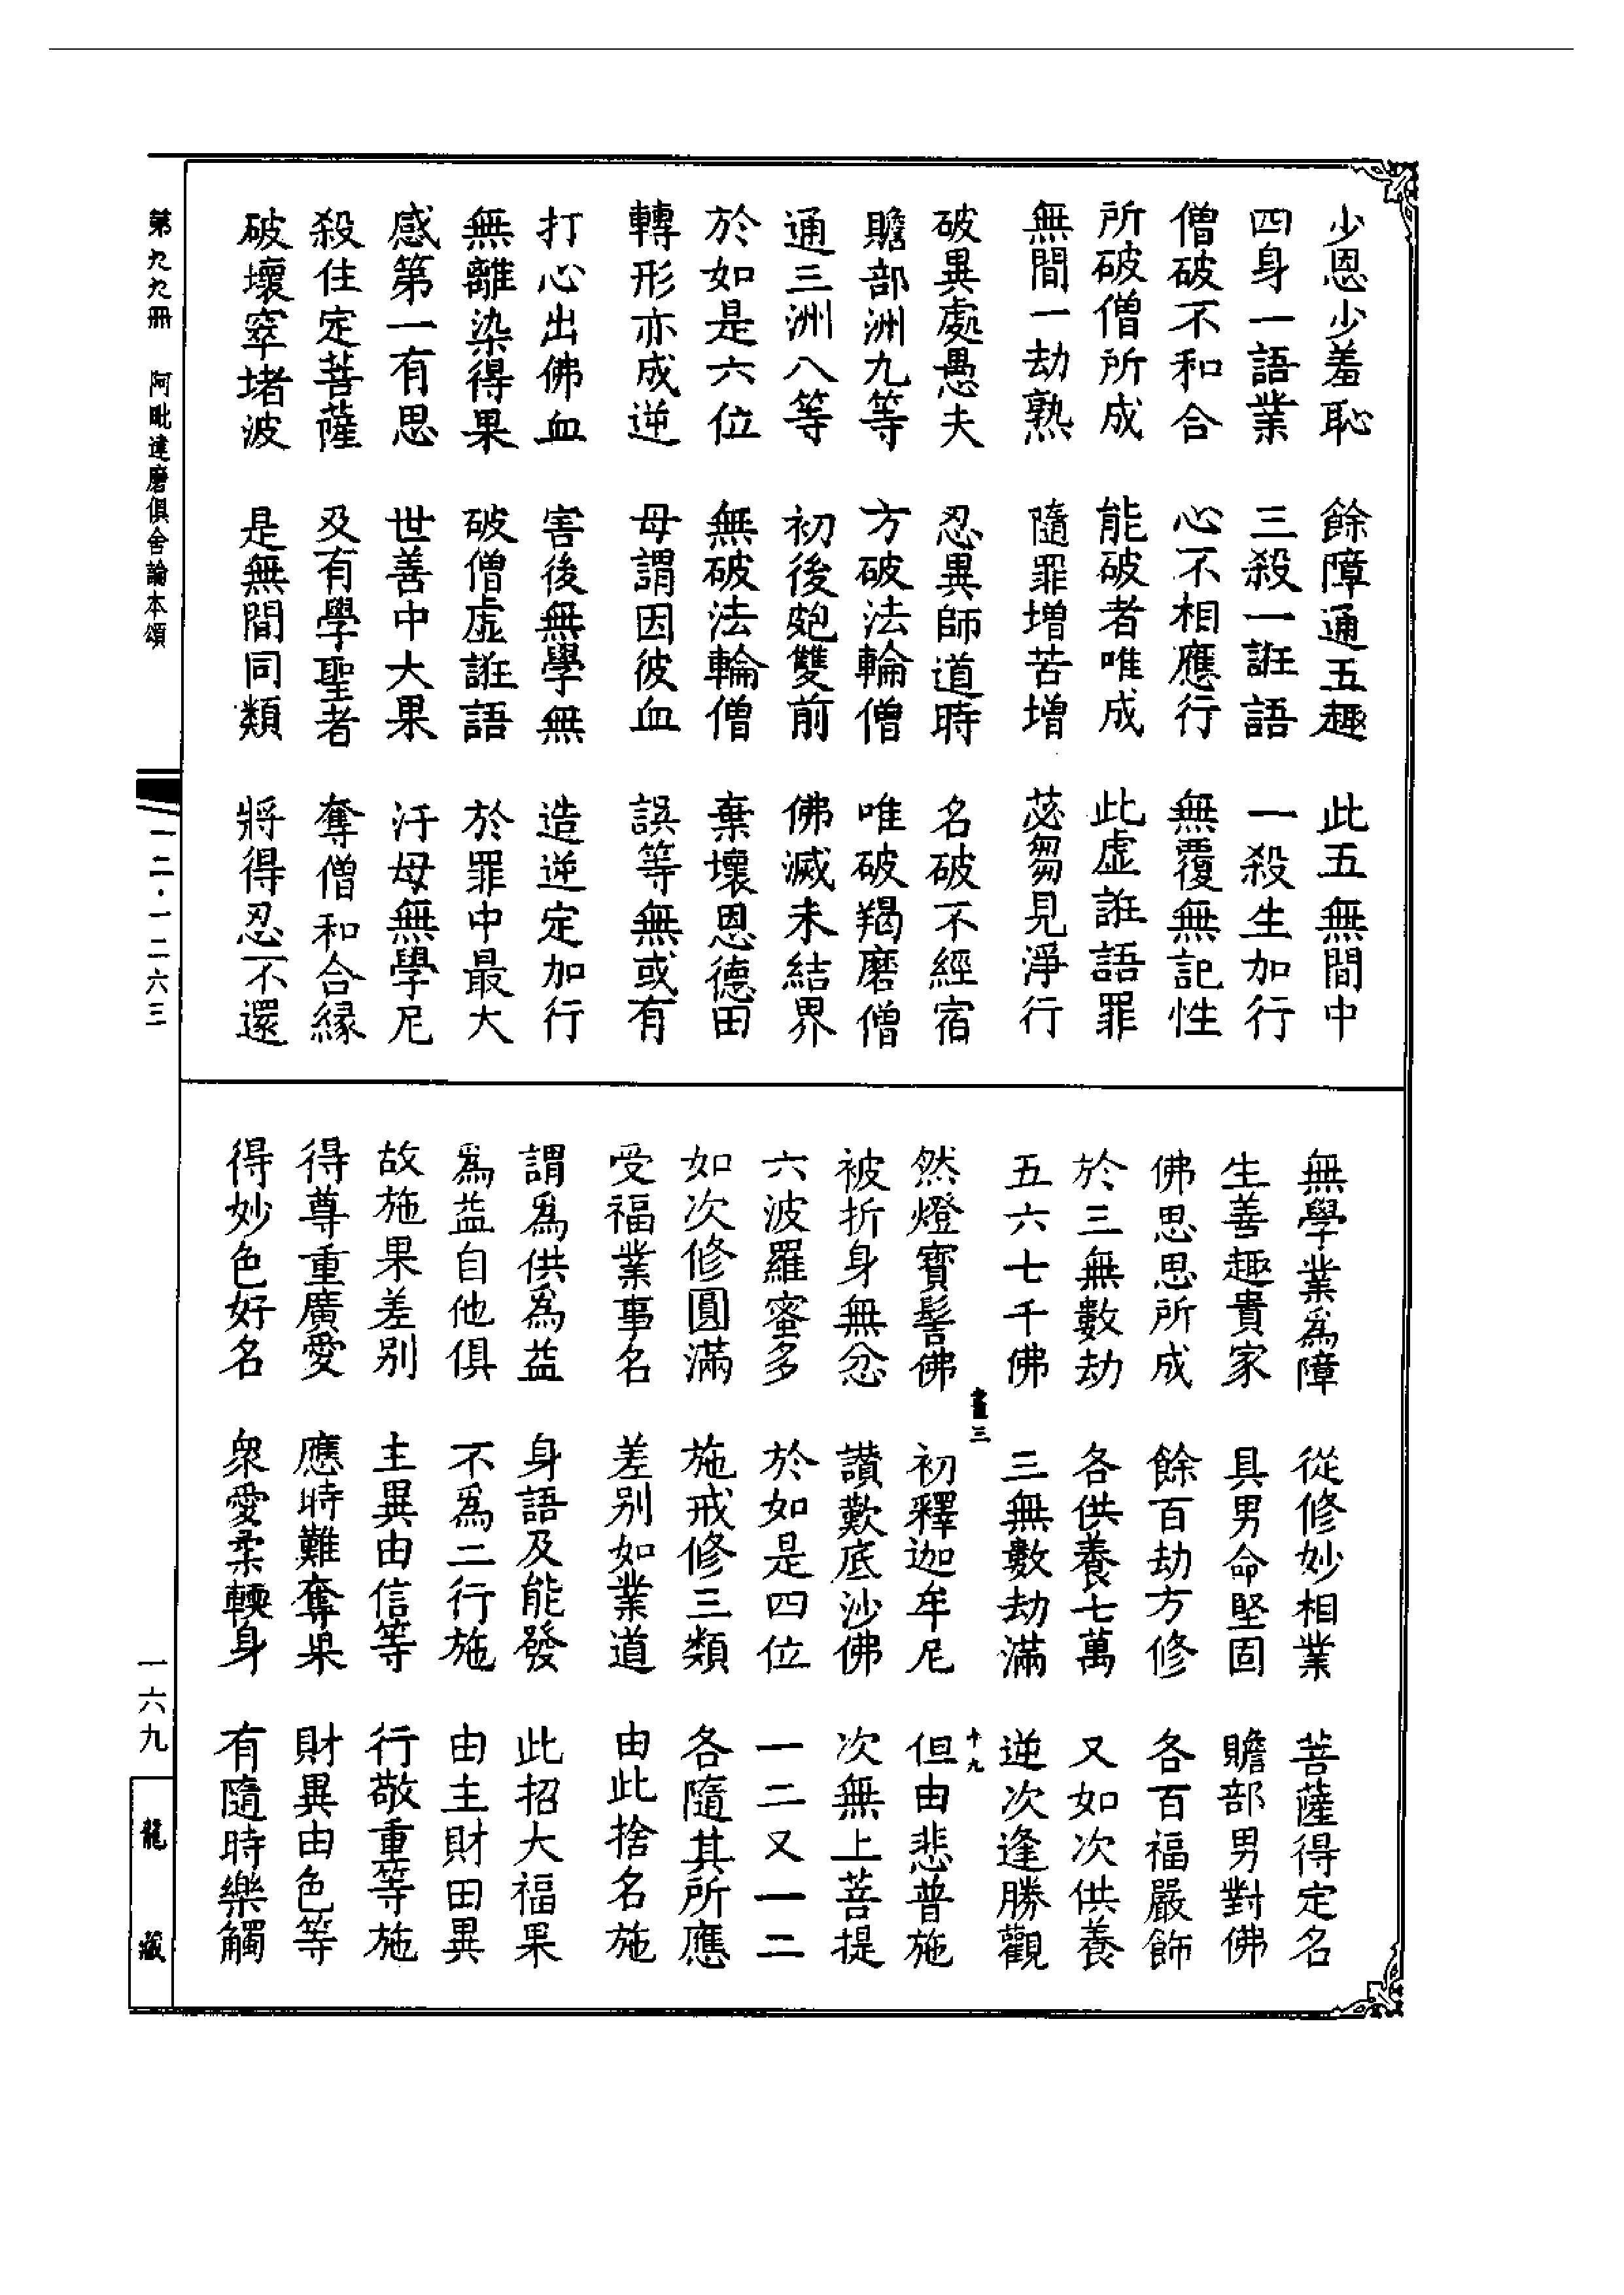 少恩少羞恥　餘障通五趣　此五無間中
四身一語業　三殺一誑語　一殺生加行
僧破不和合　心不相應行　無覆無記性
所破僧所成　能破者唯成　此虛誑語罪
無間一劫熟　隨罪增苦增　苾芻見淨行
破異處愚夫　忍異師道時　名破不經宿
贍部洲九等　方破法輪僧　唯破羯磨僧
通三洲八等　初後皰雙前　佛滅未結界
於如是六位　無破法輪僧　棄壞恩德田
轉形亦成逆　母謂因彼血　誤等無或有
打心出佛血　害後無學無　造逆定加行
無離染得果　破僧虛誑語　於罪中最大
感第一有思　世善中大果　汙母無學尼
殺住定菩薩　及有學聖者　奪僧和合緣
破壞窣堵波　是無間同類　將得忍不還
無學業爲障　從修妙相業　菩薩得定名
生善趣貴家　具男命堅固　贍部男對佛
佛思思所成　餘百劫方修　各百福嚴飾
於三無數劫　各供養七萬　又如次供養
五六七千佛　三無數劫滿　逆次逢勝觀
然燈寶髻佛　初釋迦牟尼　但由悲普施
被折身無忿　讚歎底沙佛　次無上菩提
六波羅蜜多　於如是四位　一二又一二
如次修圓滿　施戒修三類　各隨其所應
受福業事名　差别如業道　由此捨名施
謂爲供為益　身語及能發　此招大福果
爲益自他俱　不爲二行施　由主財田異
故施果差别　主異由信等　行敬重等施
得尊重廣愛　應時難奪果　財異由色等
得妙色好名　衆愛柔輭身　有隨時樂觸
三
十九
第九九冊　阿毗達磨俱舍論本頌
一二·一二六三
一六九
龍藏